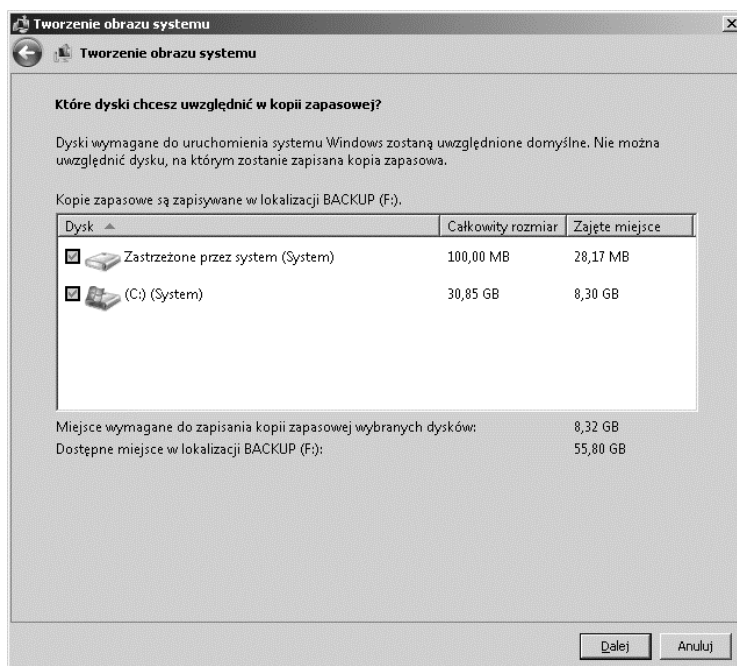 Tworzenie obrazu systemu
Tworzenie obrazu systemu
Które dyski chcesz uwzględnić w kopii zapasowej?
Dyski wymagane do uruchomienia systemu Windows zostaną uwzględnione domyślne. Nie można
uwzględnić dysku, na którym zostanie zapisana kopia zapasowa.
Kopie zapasowe są zapisywane w lokalizacji BACKUP (F:).
Dysk Całkowity rozmiar Zajęte miejsce
Zastrzeżone przez system (System) 100,00 MB 28,17 MB
(C:) (System) 30,85 GB 8,30 GB
Miejsce wymagane do zapisania kopii zapasowej wybranych dysków: 8,32 GB
Dostępne miejsce w lokalizacji BACKUP (F:): 55,80 GB
Dalej Anuluj